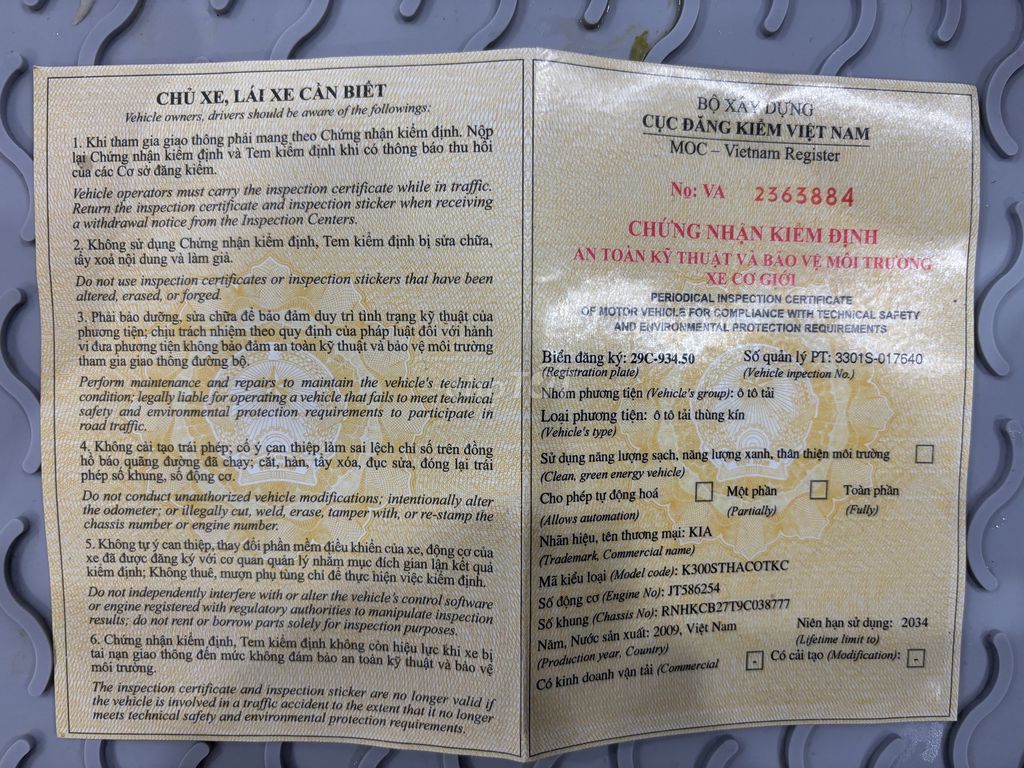 CHỦ XE, LÁI XE CẦN BIẾT
Vehicle owners, drivers should be aware of the followings:
1. Khi tham gia giao thông phải mang theo Chứng nhận kiểm định. Nộp
lại Chứng nhận kiểm định và Tem kiểm định khi có thông báo thu hồi
của các Cơ sở đăng kiểm.
Vehicle operators must carry the inspection certificate while in traffic.
Return the inspection certificate and inspection sticker when receiving
a withdrawal notice from the Inspection Centers.
2. Không sử dụng Chứng nhận kiểm định, Tem kiểm định bị sửa chữa,
tẩy xoá nội dung và làm giả.
Do not use inspection certificates or inspection stickers that have been
altered, erased, or forged.
3. Phải bảo dưỡng, sửa chữa để bảo đảm duy trì tình trạng kỹ thuật của
phương tiện; chịu trách nhiệm theo quy định của pháp luật đối với hành
vi đưa phương tiện không bảo đảm an toàn kỹ thuật và bảo vệ môi trường
tham gia giao thông đường bộ.
Perform maintenance and repairs to maintain the vehicle's technical
condition; legally liable for operating a vehicle that fails to meet technical
safety and environmental protection requirements to participate in
road traffic.
4. Không cải tạo trái phép; cố ý can thiệp làm sai lệch chỉ số trên đồng
hồ báo quãng đường đã chạy; cắt, hàn, tẩy xóa, đục sửa, đóng lại trái
phép số khung, số động cơ.
Do not conduct unauthorized vehicle modifications; intentionally alter
the odometer; or illegally cut, weld, erase, tamper with, or re-stamp the
chassis number or engine number.
5. Không tự ý can thiệp, thay đổi phần mềm điều khiển của xe, động cơ của
xe đã được đăng ký với cơ quan quản lý nhằm mục đích gian lận kết quả
kiểm định; Không thuê, mượn phụ tùng chỉ để thực hiện việc kiểm định.
Do not independently interfere with or alter the vehicle's control software
or engine registered with regulatory authorities to manipulate inspection
results; do not rent or borrow parts solely for inspection purposes.
6. Chứng nhận kiểm định, Tem kiểm định không còn hiệu lực khi xe bị
tai nạn giao thông đến mức không đảm bảo an toàn kỹ thuật và bảo vệ
môi trường.
The inspection certificate and inspection sticker are no longer valid if
the vehicle is involved in a traffic accident to the extent that it no longer
meets technical safety and environmental protection requirements.
BỘ XÂY DỰNG
CỤC ĐĂNG KIỂM VIỆT NAM
MOC – Vietnam Register
No: VA 2363884
CHỨNG NHẬN KIỂM ĐỊNH
AN TOÀN KỸ THUẬT VÀ BẢO VỆ MÔI TRƯỜNG
XE CƠ GIỚI
PERIODICAL INSPECTION CERTIFICATE
OF MOTOR VEHICLE FOR COMPLIANCE WITH TECHNICAL SAFETY
AND ENVIRONMENTAL PROTECTION REQUIREMENTS
Biển đăng ký: 29C-934.50 Số quản lý PT: 3301S-017640
(Registration plate) (Vehicle inpection No.)
Nhóm phương tiện (Vehicle's group): ô tô tải
Loại phương tiện: ô tô tải thùng kín
(Vehicle's type)
Sử dụng năng lượng sạch, năng lượng xanh, thân thiện môi trường
(Clean, green energy vehicle)
Cho phép tự động hoá Một phần Toàn phần
(Allows automation) (Partially) (Fully)
Nhãn hiệu, tên thương mại: KIA
(Trademark, Commercial name)
Mã kiểu loại (Model code): K300STHACOTKC
Số động cơ (Engine No): JT586254
Số khung (Chassis No): RNHKCB27T9C038777
Năm, Nước sản xuất: 2009, Việt Nam Niên hạn sử dụng: 2034
(Production year, Country) (Lifetime limit to)
Có kinh doanh vận tải (Commercial - Có cải tạo (Modification): -